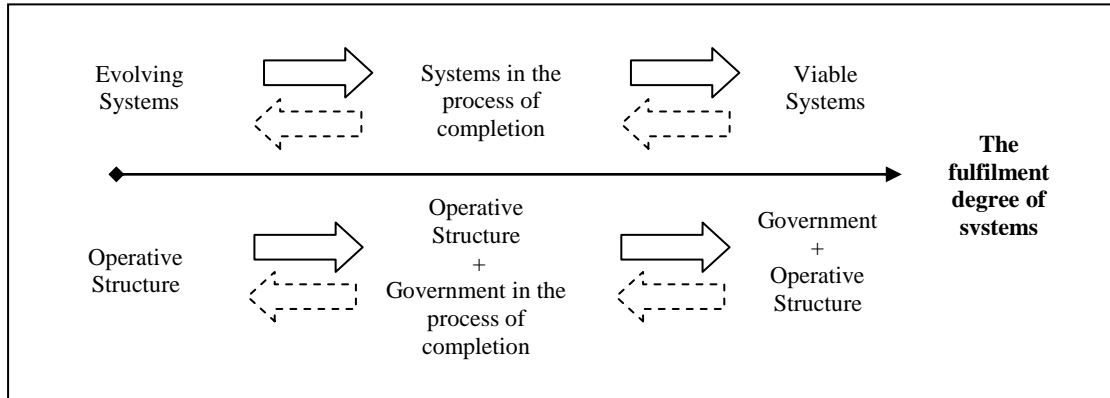 Evolving
Systems
Systems in the
process of
completion
Viable
Systems
The
fulfilment
degree of
systems
Operative
Structure
Operative
Structure
+
Government in the
process of
completion
Government
+
Operative
Structure